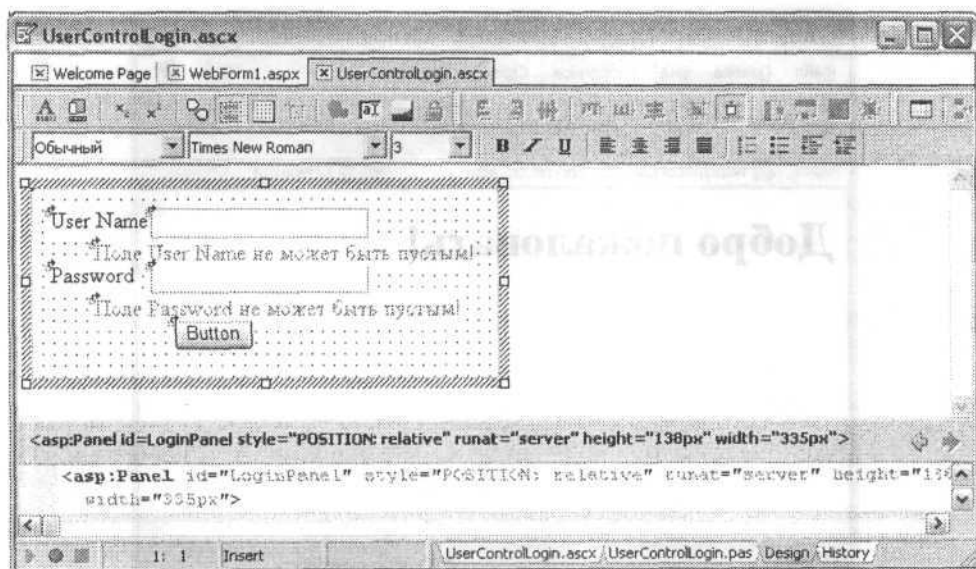 UserControlLogin.ascx
Welcome Page WebForm1.aspx UserControlLogin.ascx
Обычный Times New Roman 3 B I U
User Name
Поле User Name не может быть пустым!
Password
Поле Password не может быть пустым!
Button
<asp:Panel id=LoginPanel style="POSITION: relative" runat="server" height="138px" width="335px">
<asp:Panel id="LoginPanel" style="POSITION: relative" runat="server" height="138
width="335px">
1: 1 Insert UserControlLogin.ascx UserControlLogin.pas Design History